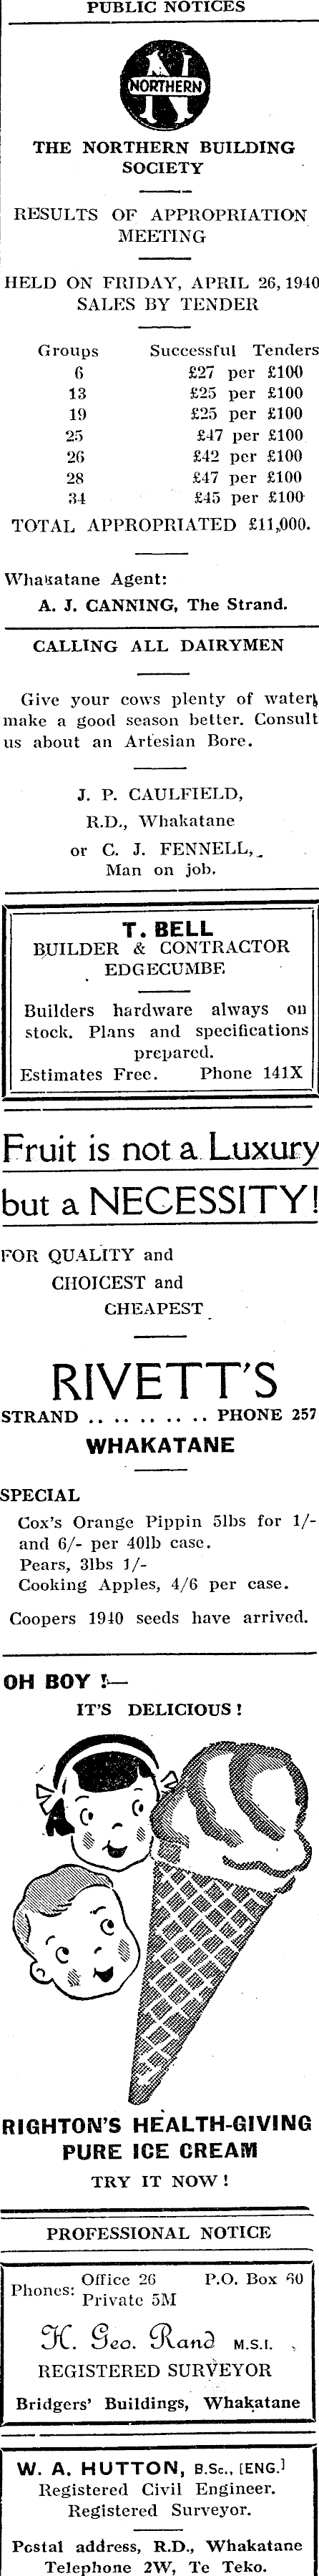 PUBLIC NOTICES
N
NORTHERN
THE NORTHERN BUILDING
SOCIETY
RESULTS OF APPROPRIATION
MEETING
HELD ON FRIDAY, APRIL 26, 1940
SALES BY TENDER
Groups Successful Tenders
6 £27 per £100
13 £25 per £100
19 £25 per £100
25 £47 per £100
26 £42 per £100
28 £47 per £100
34 £45 per £100
TOTAL APPROPRIATED £11,000.
Whakatane Agent:
A. J. CANNING, The Strand.
CALLING ALL DAIRYMEN
Give your cows plenty of water,
make a good season better. Consult
us about an Artesian Bore.
J. P. CAULFIELD,
R.D., Whakatane
or C. J. FENNELL,
Man on job.
T. BELL
BUILDER & CONTRACTOR
EDGECUMBE
Builders hardware always on
stock. Plans and specifications
prepared.
Estimates Free. Phone 141X
Fruit is not a Luxury
but a NECESSITY!
FOR QUALITY and
CHOICEST and
CHEAPEST
RIVETT'S
STRAND .. .. .. .. .. PHONE 257
WHAKATANE
SPECIAL
Cox's Orange Pippin 5lbs for 1/-
and 6/- per 40lb case.
Pears, 3lbs 1/-
Cooking Apples, 4/6 per case.
Coopers 1940 seeds have arrived.
OH BOY !—
IT'S DELICIOUS !
RIGHTON'S HEALTH-GIVING
PURE ICE CREAM
TRY IT NOW !
PROFESSIONAL NOTICE
Phones: Office 26 P.O. Box 60
Private 5M
H. Geo. Rand M.S.I.
REGISTERED SURVEYOR
Bridgers' Buildings, Whakatane
W. A. HUTTON, B.Sc., [ENG.]
Registered Civil Engineer.
Registered Surveyor.
Postal address, R.D., Whakatane
Telephone 2W, Te Teko.